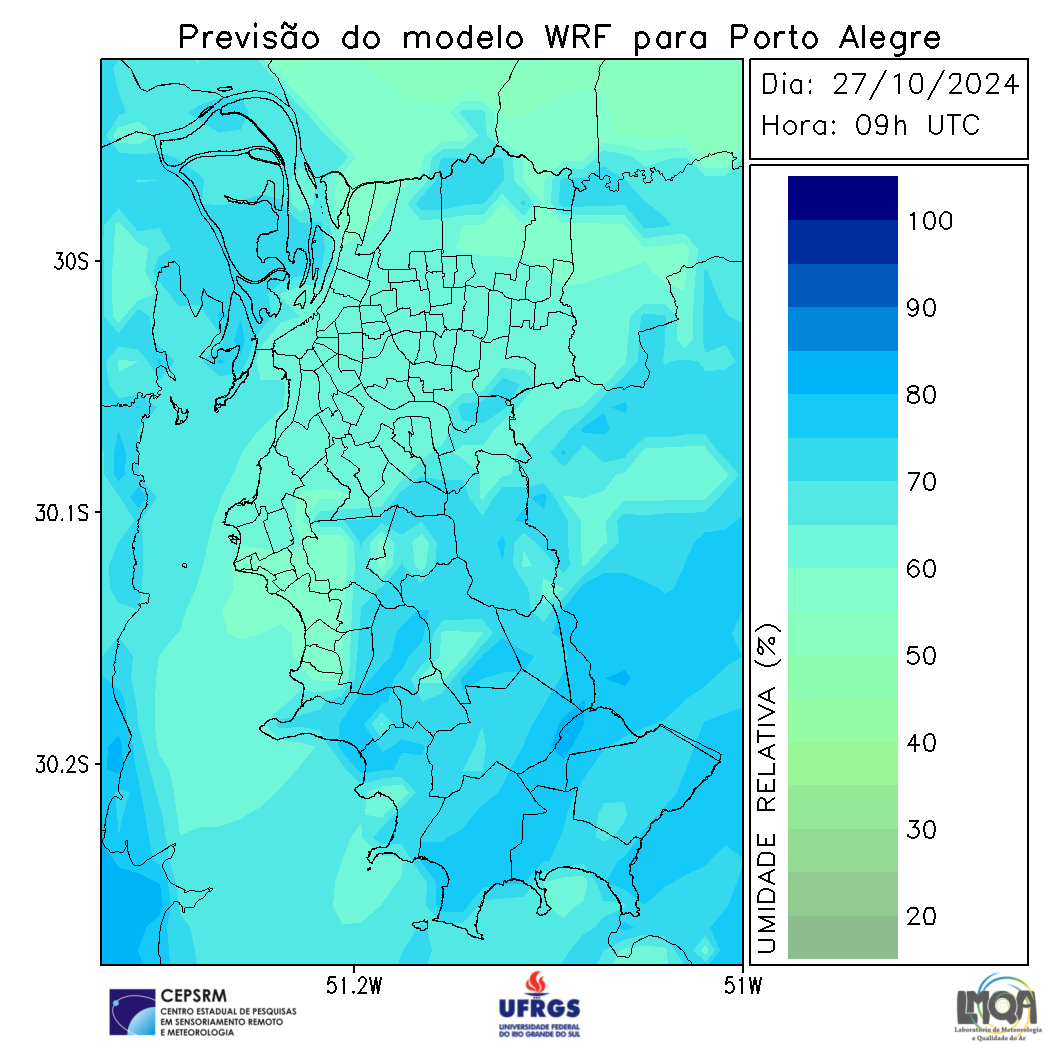 Previsão do modelo WRF para Porto Alegre
Dia: 27/10/2024
Hora: 09h UTC
100
90
80
70
60
50
40
30
20
UMIDADE RELATIVA (%)
30S
30.1S
30.2S
51.2W
51W
CEPSRM
CENTRO ESTADUAL DE PESQUISAS
EM SENSORIAMENTO REMOTO
E METEOROLOGIA
UFRGS
UNIVERSIDADE FEDERAL
DO RIO GRANDE DO SUL
LMQA
Laboratório de Meteorologia
e Qualidade do Ar